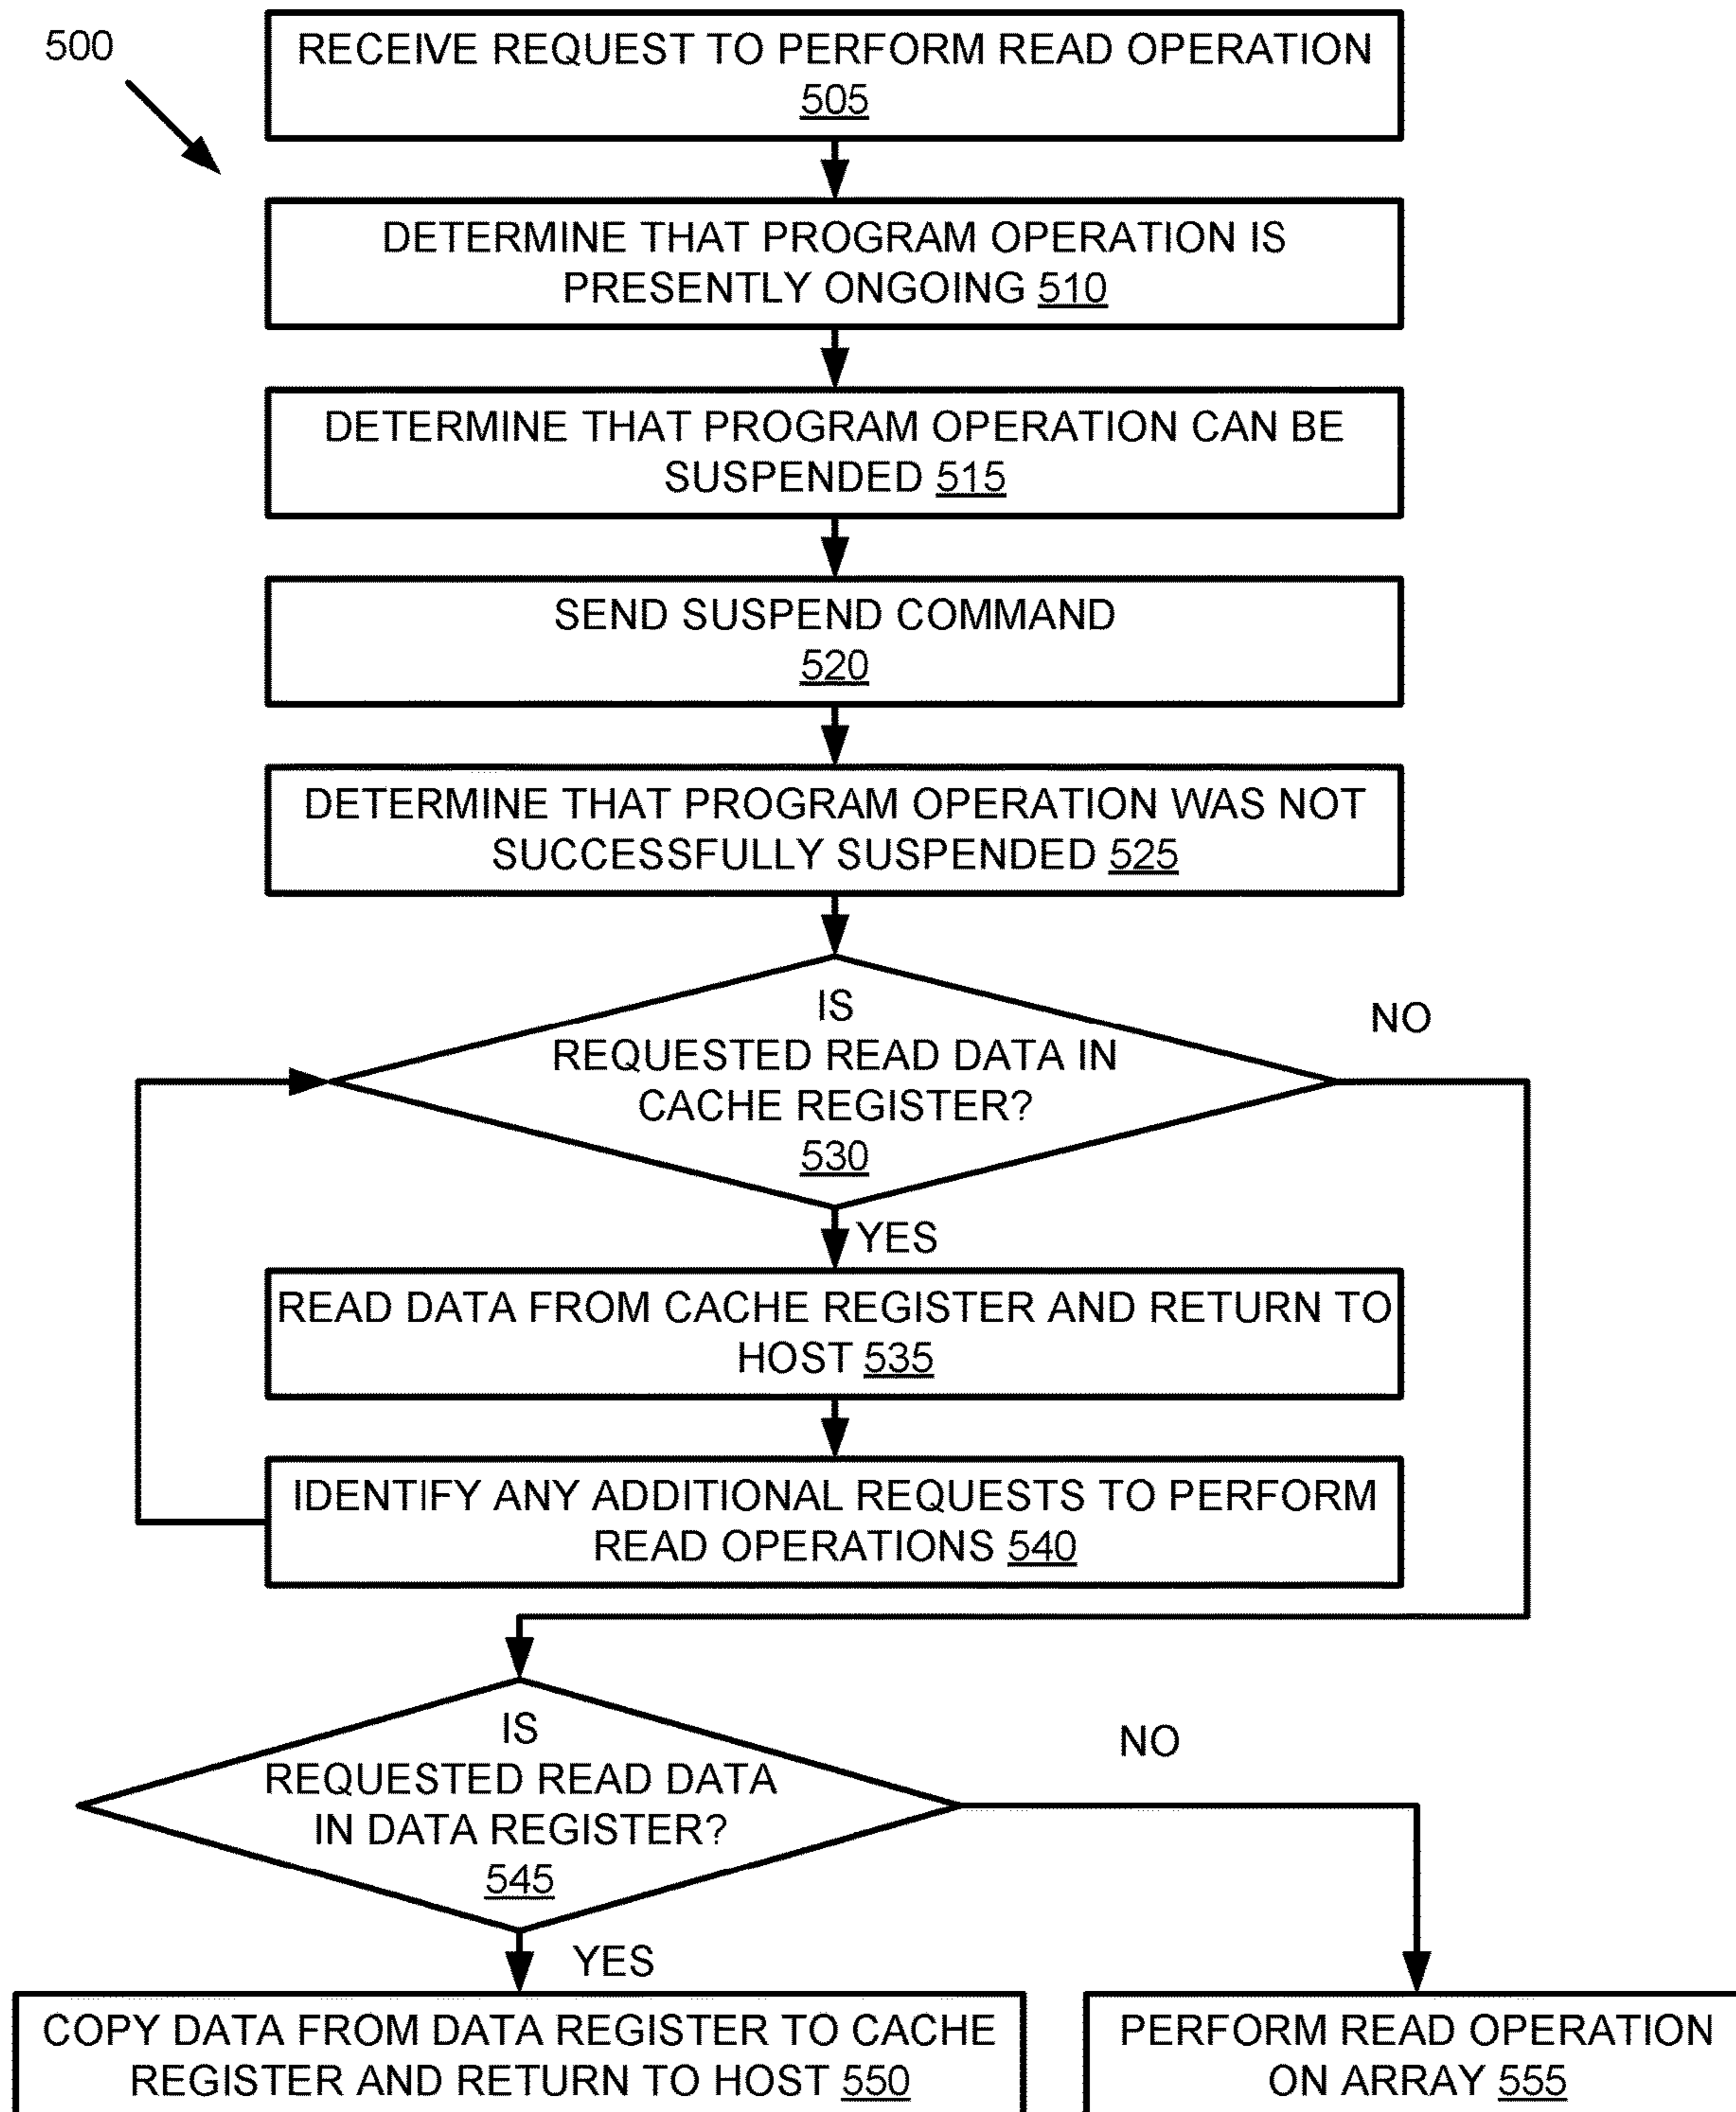 500
RECEIVE REQUEST TO PERFORM READ OPERATION
505
DETERMINE THAT PROGRAM OPERATION IS
PRESENTLY ONGOING 510
DETERMINE THAT PROGRAM OPERATION CAN BE
SUSPENDED 515
SEND SUSPEND COMMAND
520
DETERMINE THAT PROGRAM OPERATION WAS NOT
SUCCESSFULLY SUSPENDED 525
IS
REQUESTED READ DATA IN
CACHE REGISTER?
530
NO
YES
READ DATA FROM CACHE REGISTER AND RETURN TO
HOST 535
IDENTIFY ANY ADDITIONAL REQUESTS TO PERFORM
READ OPERATIONS 540
IS
REQUESTED READ DATA
IN DATA REGISTER?
545
NO
YES
COPY DATA FROM DATA REGISTER TO CACHE
REGISTER AND RETURN TO HOST 550
PERFORM READ OPERATION
ON ARRAY 555